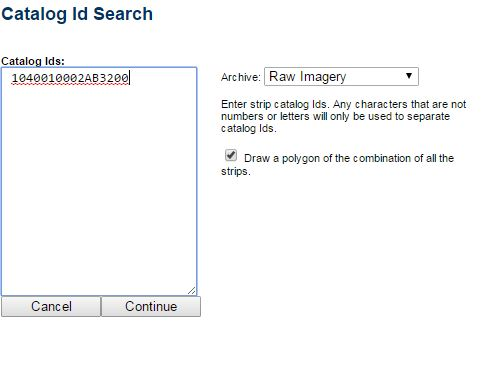 Catalog Id Search
Catalog Ids:
1040010002AB3200
Archive: Raw Imagery
Enter strip catalog Ids. Any characters that are not
numbers or letters will only be used to separate
catalog Ids.
Draw a polygon of the combination of all the
strips.
Cancel Continue